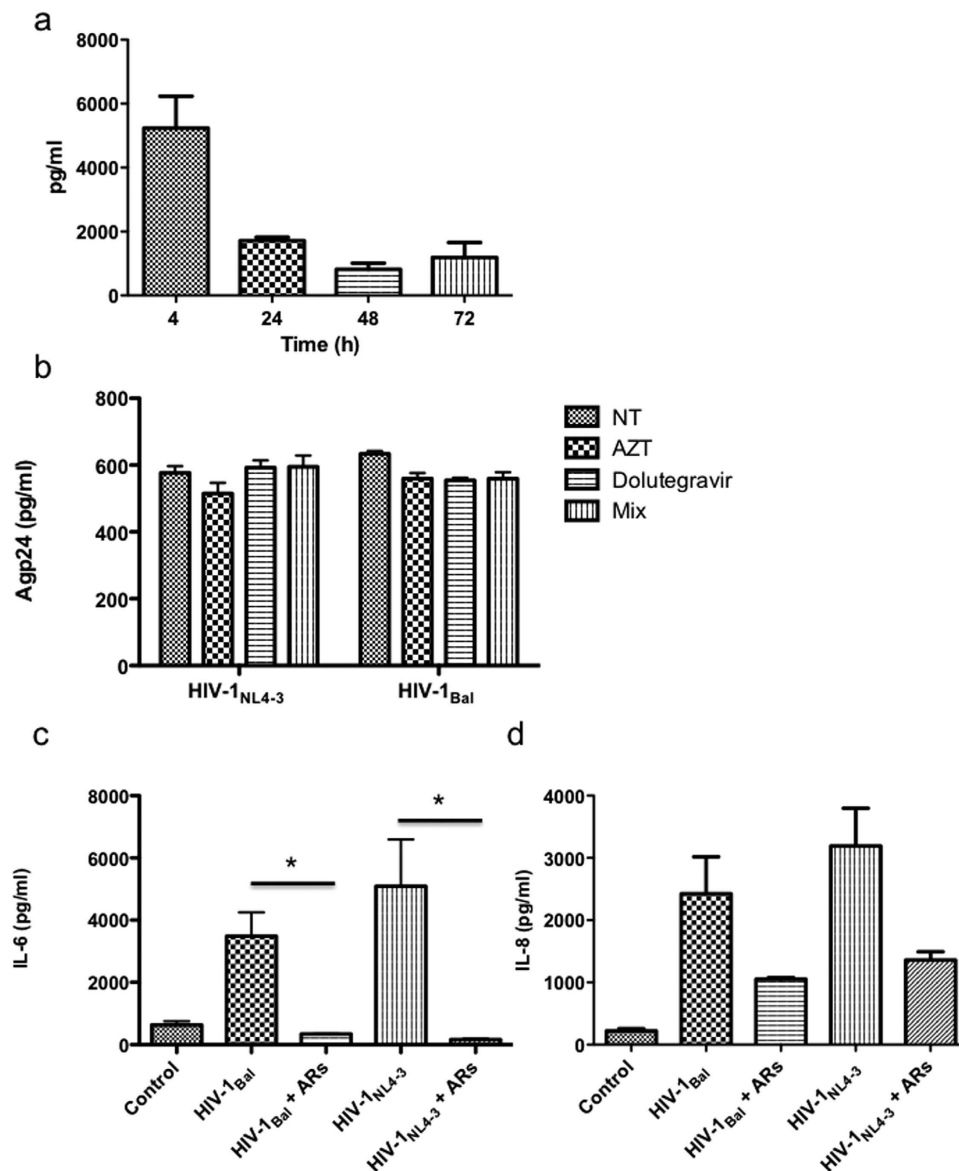 a
8000
6000
4000
2000
0
pg/ml
4 24 48 72
Time (h)
b
800
600
400
200
0
Agp24 (pg/ml)
HIV-1NL4-3 HIV-1Bal
NT
AZT
Dolutegravir
Mix
c
8000
6000
4000
2000
0
IL-6 (pg/ml)
*
*
Control HIV-1Bal HIV-1Bal + ARs HIV-1NL4-3 HIV-1NL4-3 + ARs
d
4000
3000
2000
1000
0
IL-8 (pg/ml)
Control HIV-1Bal HIV-1Bal + ARs HIV-1NL4-3 HIV-1NL4-3 + ARs